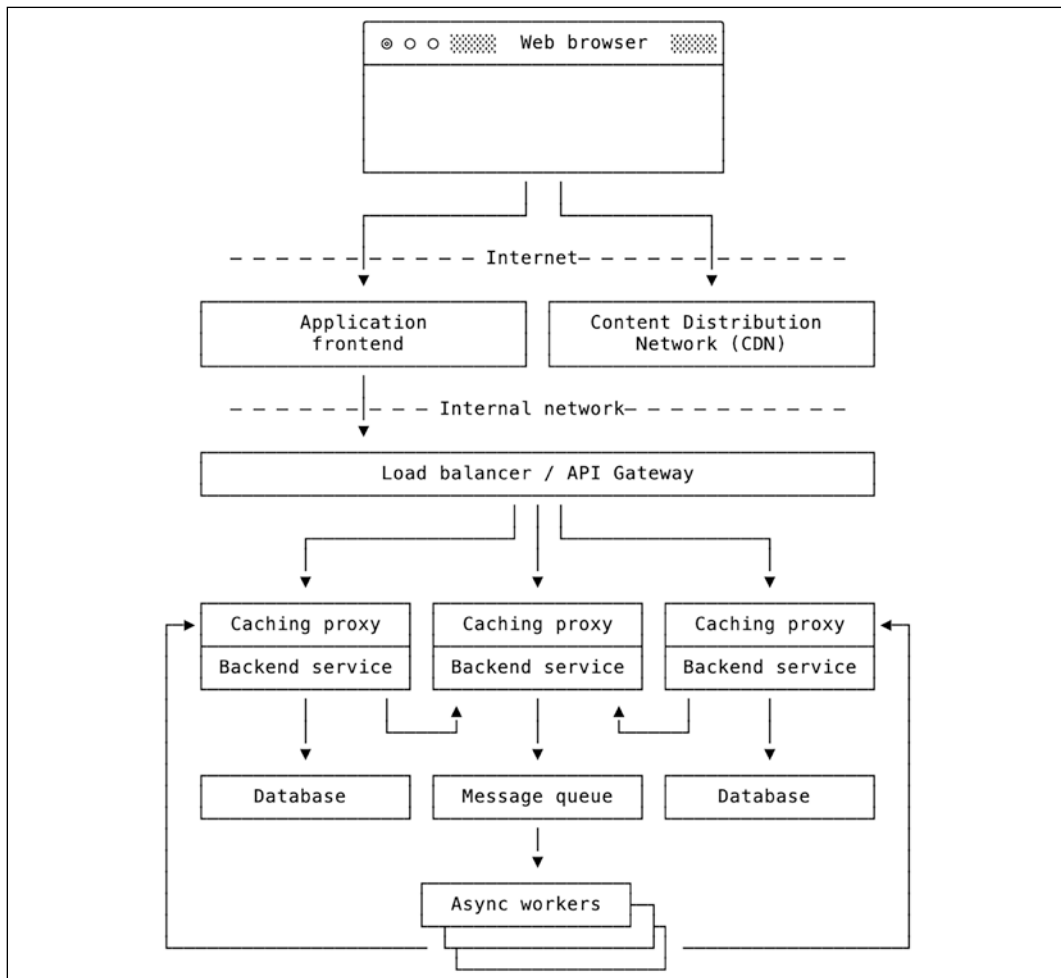 Web browser
Internet
Application
frontend
Content Distribution
Network (CDN)
Internal network
Load balancer / API Gateway
Caching proxy
Caching proxy
Caching proxy
Backend service
Backend service
Backend service
Database
Message queue
Database
Async workers